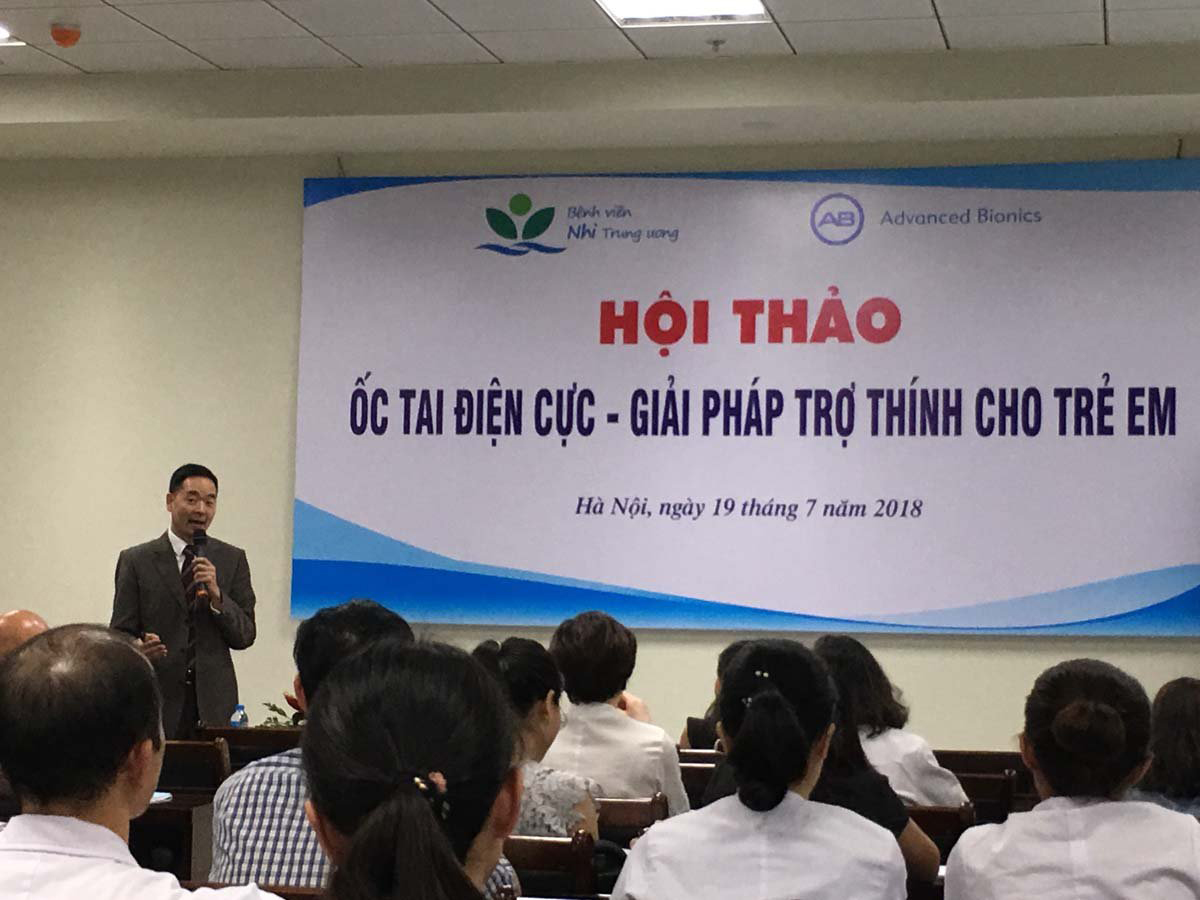 Bệnh viện
Nhi Trung ương
AB Advanced Bionics
HỘI THẢO
ỐC TAI ĐIỆN CỰC - GIẢI PHÁP TRỢ THÍNH CHO TRẺ EM
Hà Nội, ngày 19 tháng 7 năm 2018